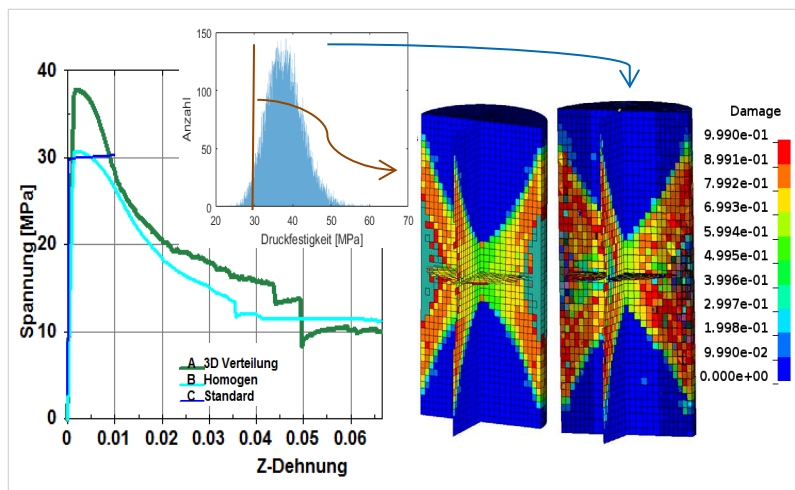 40
30
20
10
0
Spannung [MPa]
0
0.01
0.02
0.03
0.04
0.05
0.06
Z-Dehnung
A 3D Verteilung
B Homogen
C Standard
150
100
50
0
Anzahl
20
30
40
50
60
70
Druckfestigkeit [MPa]
Damage
9.990e-01
8.991e-01
7.992e-01
6.993e-01
5.994e-01
4.995e-01
3.996e-01
2.997e-01
1.998e-01
9.990e-02
0.000e+00